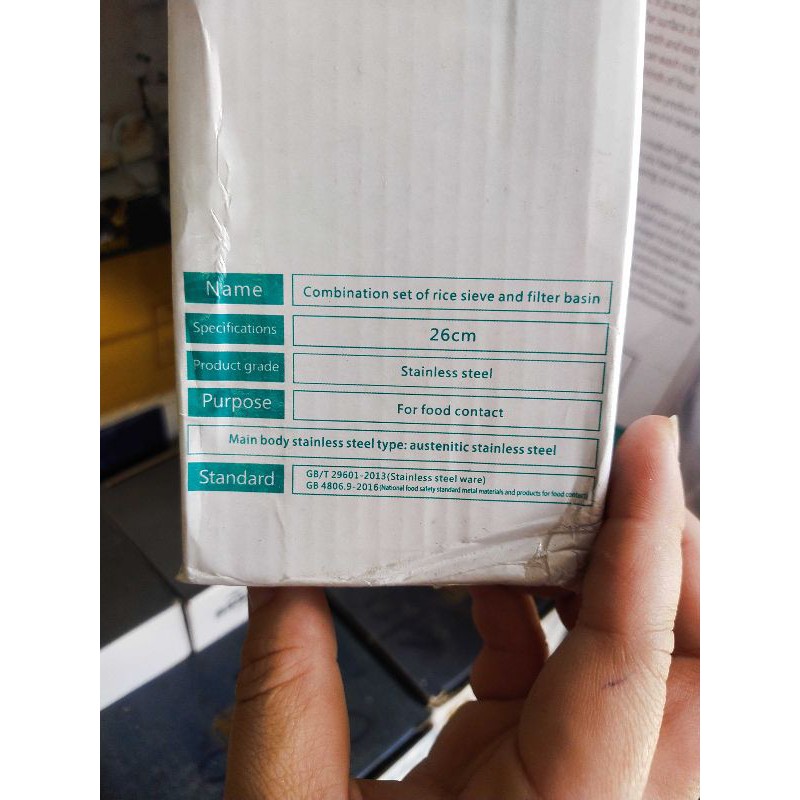 Name Combination set of rice sieve and filter basin
Specifications 26cm
Product grade Stainless steel
Purpose For food contact
Main body stainless steel type: austenitic stainless steel
Standard GB/T 29601-2013(Stainless steel ware)
GB 4806.9-2016(National food safety standard metal materials and products for food contact)